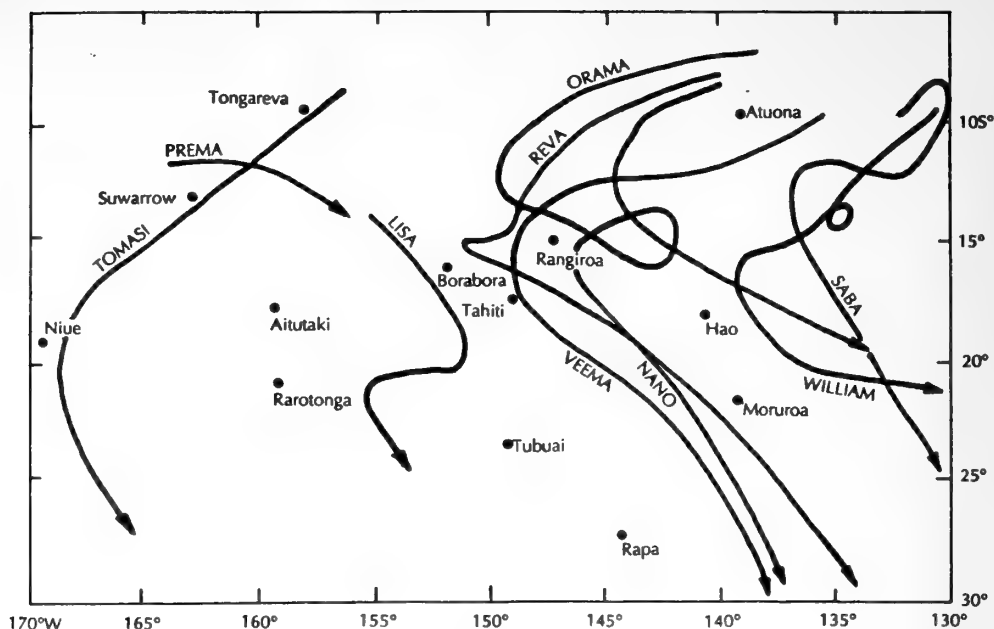 ORAMA
REVA
Tongareva
Atuona
10S°
PREMA
Suwarrow
TOMASI
LISA
15°
Rangiroa
Borabora
Tahiti
SABA
Niue
Aitutaki
Hao
20°
VEEMA
NANO
WILLIAM
Rarotonga
Moruroa
Tubuai
25°
Rapa
30°
170°W
165°
160°
155°
150°
145°
140°
135°
130°